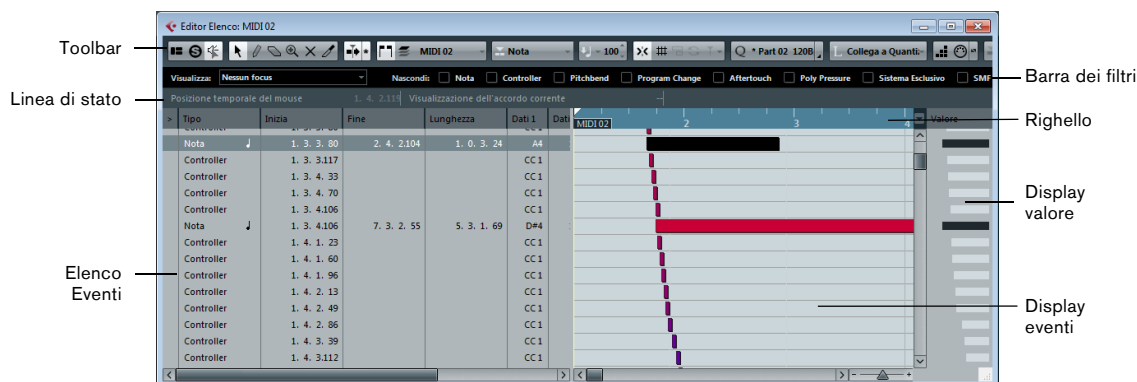 Editor Elenco: MIDI 02
Toolbar
MIDI 02 Nota 100 Q * Part 02 120B Collega a Quanti
Visualizza: Nessun focus Nascondi: Nota Controller Pitchbend Program Change Aftertouch Poly Pressure Sistema Esclusivo SMF
Barra dei filtri
Linea di stato
Posizione temporale del mouse 1. 4. 2.119 Visualizzazione dell'accordo corrente --
> Tipo Inizia Fine Lunghezza Dati 1 Dati
MIDI 02 2 3 4
Valore
Righello
Nota 1. 3. 3. 80 2. 4. 2.104 1. 0. 3. 24 A4
Controller 1. 3. 3.117 CC 1
Controller 1. 3. 4. 33 CC 1
Controller 1. 3. 4. 70 CC 1
Controller 1. 3. 4.106 CC 1
Nota 1. 3. 4.106 7. 3. 2. 55 5. 3. 1. 69 D#4
Controller 1. 4. 1. 23 CC 1
Controller 1. 4. 1. 60 CC 1
Controller 1. 4. 1. 96 CC 1
Controller 1. 4. 2. 13 CC 1
Controller 1. 4. 2. 49 CC 1
Controller 1. 4. 2. 86 CC 1
Controller 1. 4. 3. 39 CC 1
Controller 1. 4. 3.112 CC 1
Display
valore
Elenco
Eventi
Display
eventi